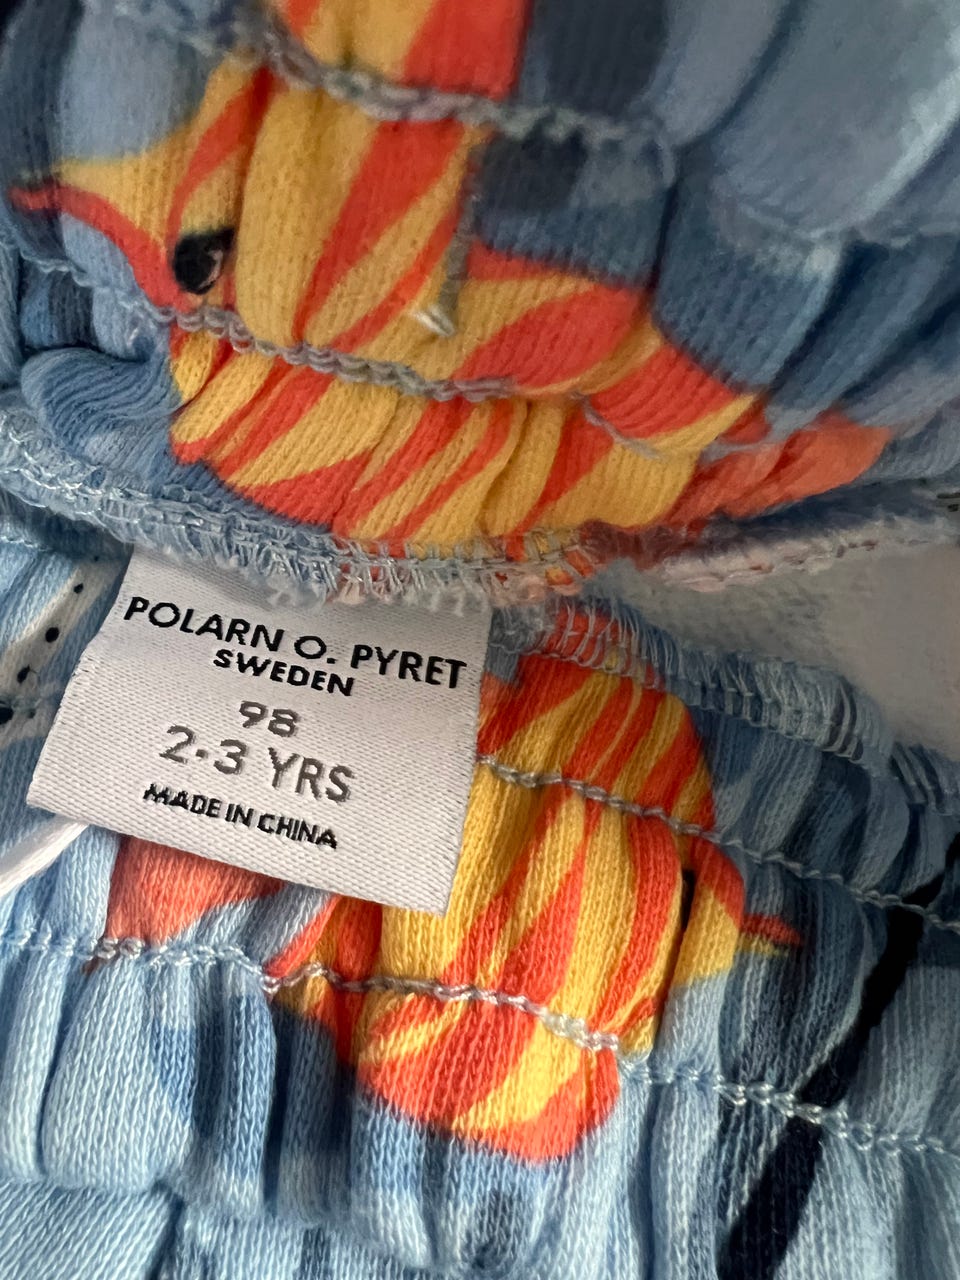 POLARN O. PYRET
SWEDEN
98
2-3 YRS
MADE IN CHINA